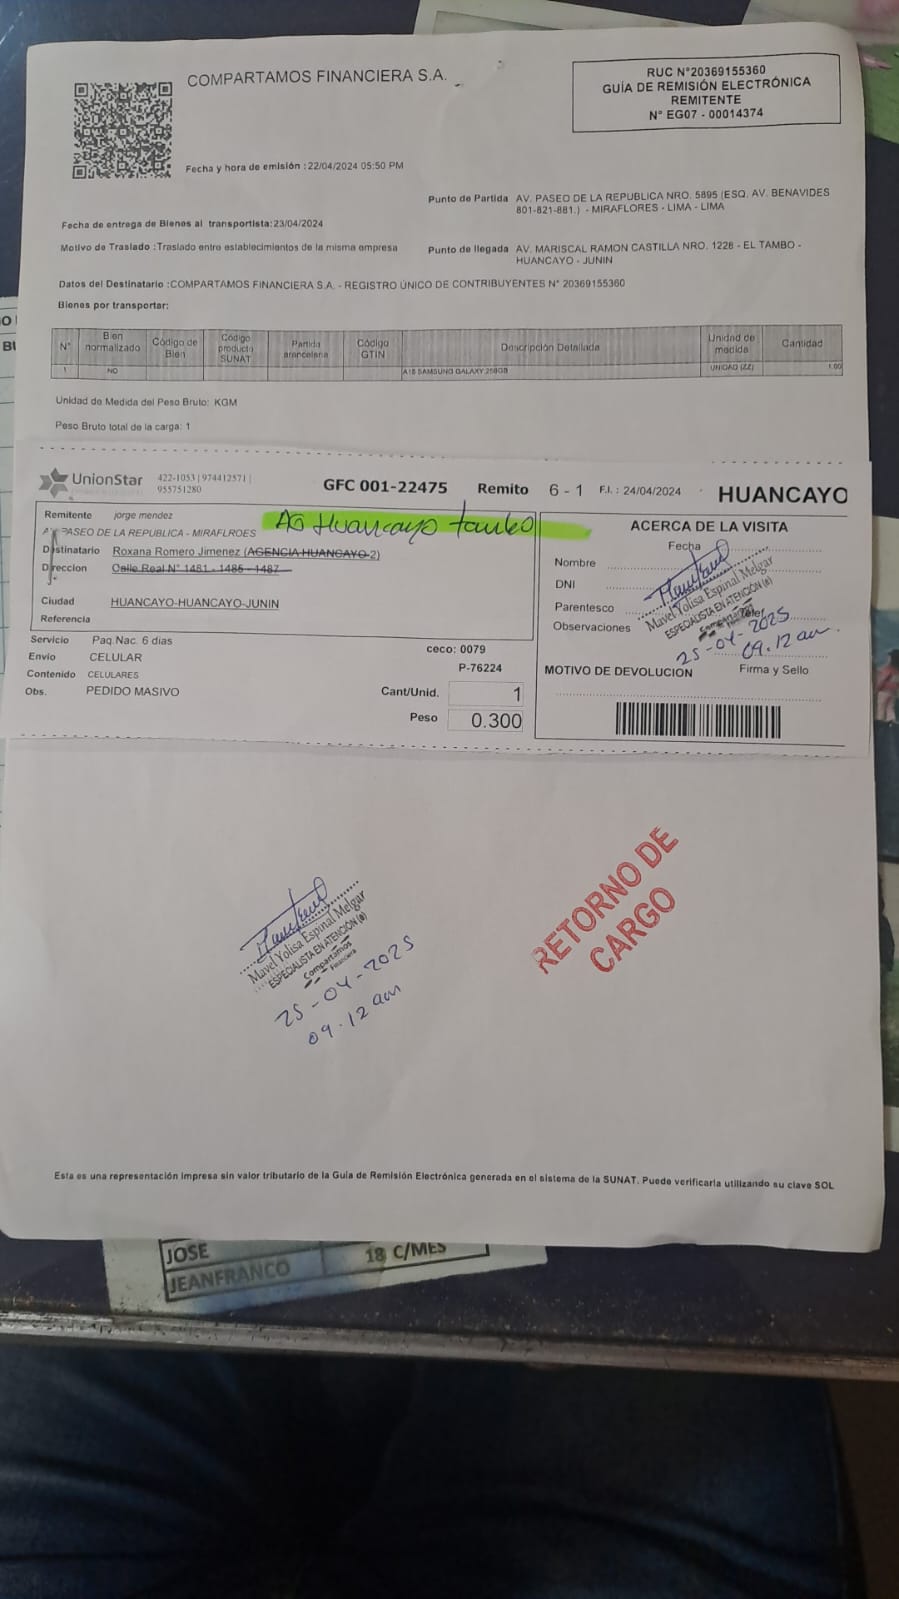 COMPARTAMOS FINANCIERA S.A.
RUC N°20369155360
GUÍA DE REMISIÓN ELECTRÓNICA
REMITENTE
N° EG07 - 00014374
Fecha y hora de emisión : 22/04/2024 05:50 PM
Punto de Partida AV. PASEO DE LA REPUBLICA NRO. 5895 (ESQ. AV. BENAVIDES
801-821-881.) - MIRAFLORES - LIMA - LIMA
Fecha de entrega de Bienes al transportista:23/04/2024
Motivo de Traslado :Traslado entre establecimientos de la misma empresa
Punto de llegada AV. MARISCAL RAMON CASTILLA NRO. 1228 - EL TAMBO -
HUANCAYO - JUNIN
Datos del Destinatario :COMPARTAMOS FINANCIERA S.A. - REGISTRO ÚNICO DE CONTRIBUYENTES N° 20369155360
Bienes por transportar:
N° Bien normalizado Código de Bien Código producto SUNAT Partida arancelaria Código GTIN Descripción Detallada Unidad de medida Cantidad
1 NO SAMSUNG GALAXY 256GB UNIDAD (ZZ) 1.00
Unidad de Medida del Peso Bruto: KGM
Peso Bruto total de la carga: 1
UnionStar 422-1053 | 974412571 |
955751280
GFC 001-22475 Remito 6 - 1 F.I. : 24/04/2024 HUANCAYO
Remitente jorge mendez
AG Huancayo tambo
AV. PASEO DE LA REPUBLICA - MIRAFLROES
Destinatario Roxana Romero Jimenez (AGENCIA HUANCAYO 2)
Direccion Calle Real N° 1481 - 1485 - 1487
Ciudad HUANCAYO-HUANCAYO-JUNIN
Referencia
Servicio Paq.Nac. 6 dias
Envio CELULAR
Contenido CELULARES
Obs. PEDIDO MASIVO
ceco: 0079
P-76224
Cant/Unid. 1
Peso 0.300
ACERCA DE LA VISITA
Fecha
Nombre
DNI
Parentesco
Observaciones
Mavel Yolisa Espinal Melgar
ESPECIALISTA EN ATENCIÓN (a)
25-04-2025
09.12 am
MOTIVO DE DEVOLUCION Firma y Sello
Mavel Yolisa Espinal Melgar
ESPECIALISTA EN ATENCIÓN (a)
Compartamos
Financiera
25-04-2025
09.12 am
RETORNO DE
CARGO
Esta es una representación impresa sin valor tributario de la Guía de Remisión Electrónica generada en el sistema de la SUNAT. Puede verificarla utilizando su clave SOL
JOSE
JEANFRANCO
18 C/MES